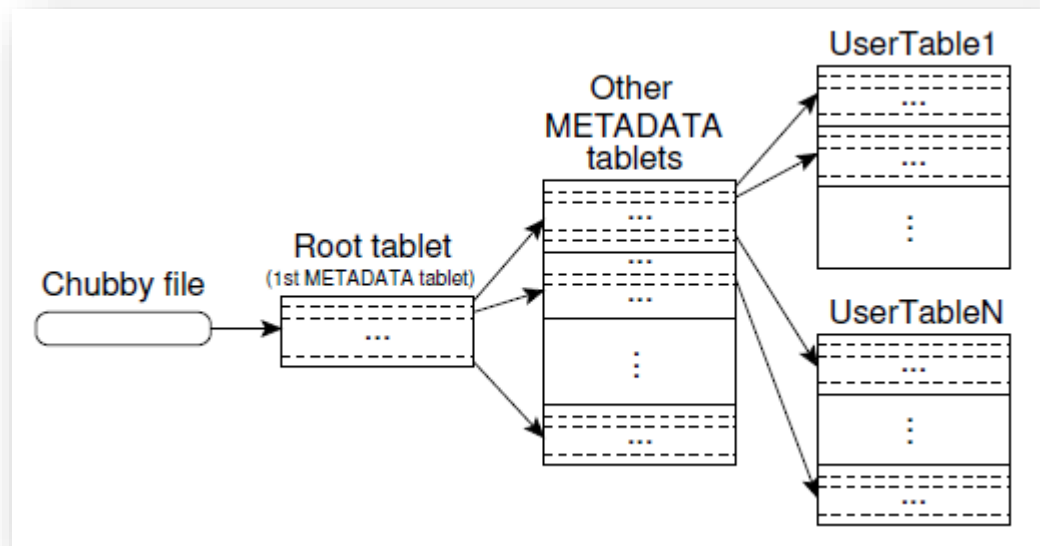 Chubby file
Root tablet
(1st METADATA tablet)
...
Other
METADATA
tablets
...
...
...
...
UserTable1
...
...
UserTableN
...
...